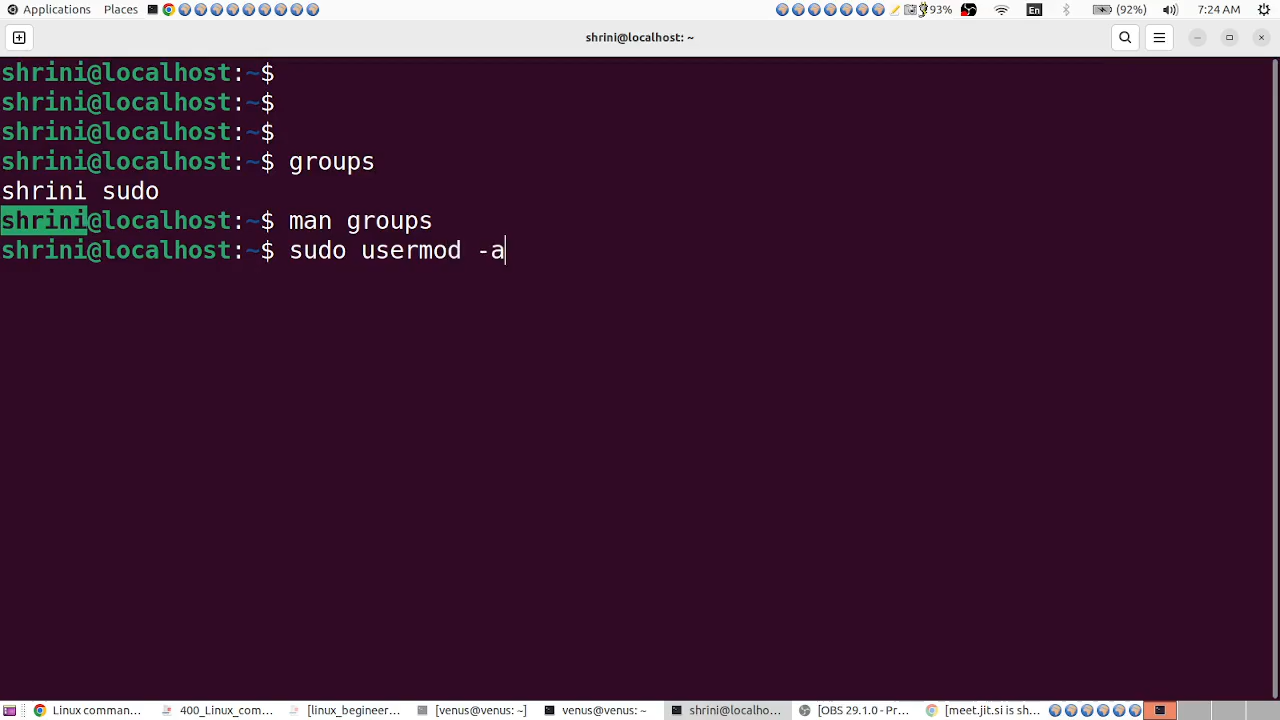 Applications Places 93% En (92%) 7:24 AM
shrini@localhost: ~
shrini@localhost:~$
shrini@localhost:~$
shrini@localhost:~$
shrini@localhost:~$ groups
shrini sudo
shrini@localhost:~$ man groups
shrini@localhost:~$ sudo usermod -a
Linux comman... 400_Linux_com... [linux_begineer... [venus@venus: ~] venus@venus: ~ shrini@localho... [OBS 29.1.0 - Pr... [meet.jit.si is sh...